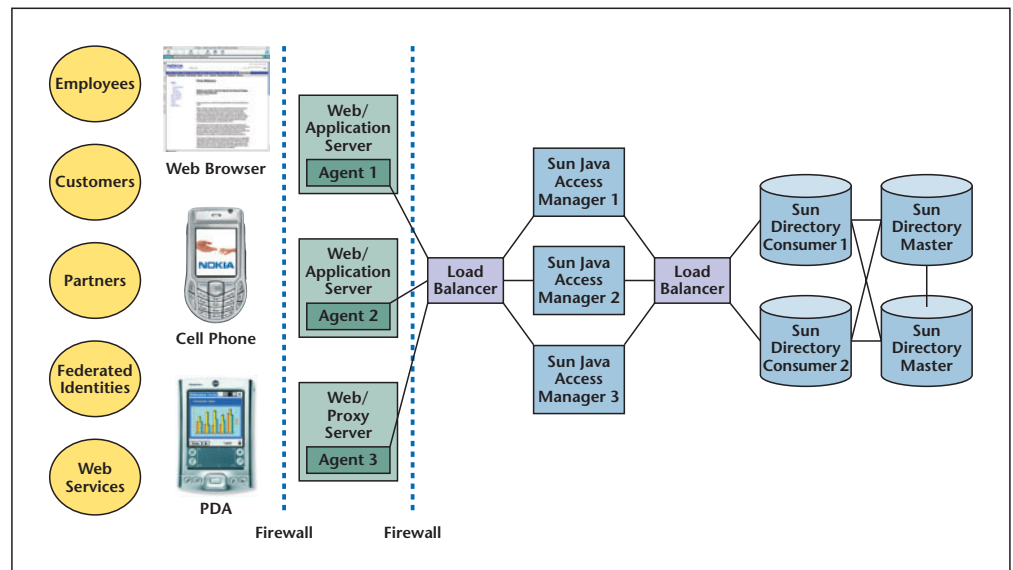 Employees
Customers
Partners
Federated
Identities
Web
Services
NOKIA
Web Browser
NOKIA
Cell Phone
PDA
Firewall
Firewall
Web/
Application
Server
Agent 1
Web/
Application
Server
Agent 2
Web/
Proxy
Server
Agent 3
Load
Balancer
Sun Java
Access
Manager 1
Sun Java
Access
Manager 2
Sun Java
Access
Manager 3
Load
Balancer
Sun
Directory
Consumer 1
Sun
Directory
Consumer 2
Sun
Directory
Master
Sun
Directory
Master